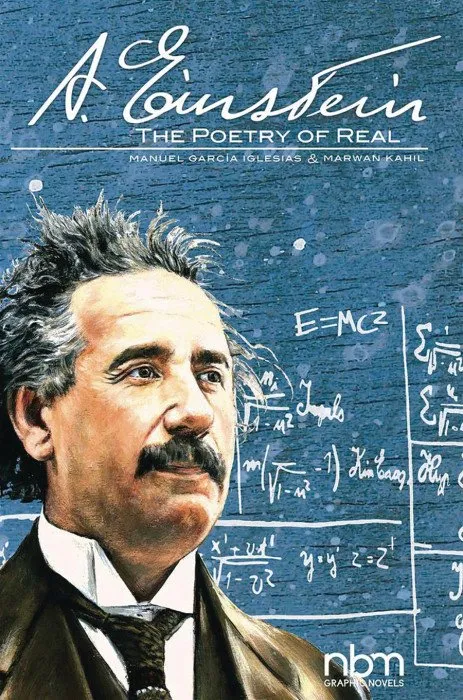 A. Einstein
THE POETRY OF REAL
MANUEL GARCÍA IGLESIAS & MARWAN KAHIL
E=MC2
y=y' z=z'
nbm
GRAPHIC NOVELS